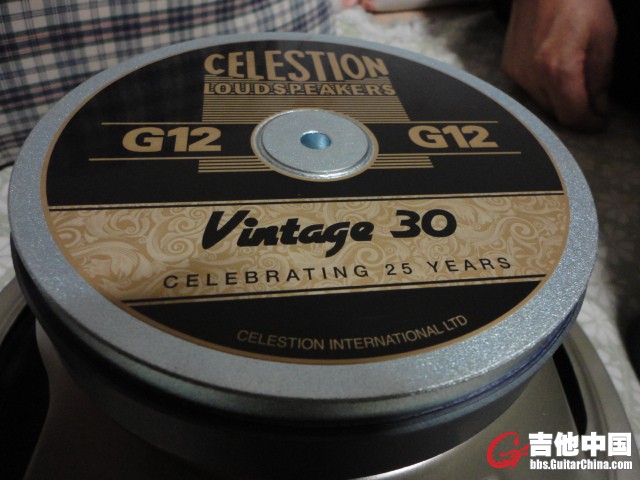 CELESTION
LOUDSPEAKERS
G12 G12
Vintage 30
CELEBRATING 25 YEARS
CELESTION INTERNATIONAL LTD
G 吉他中国
bbs.GuitarChina.com